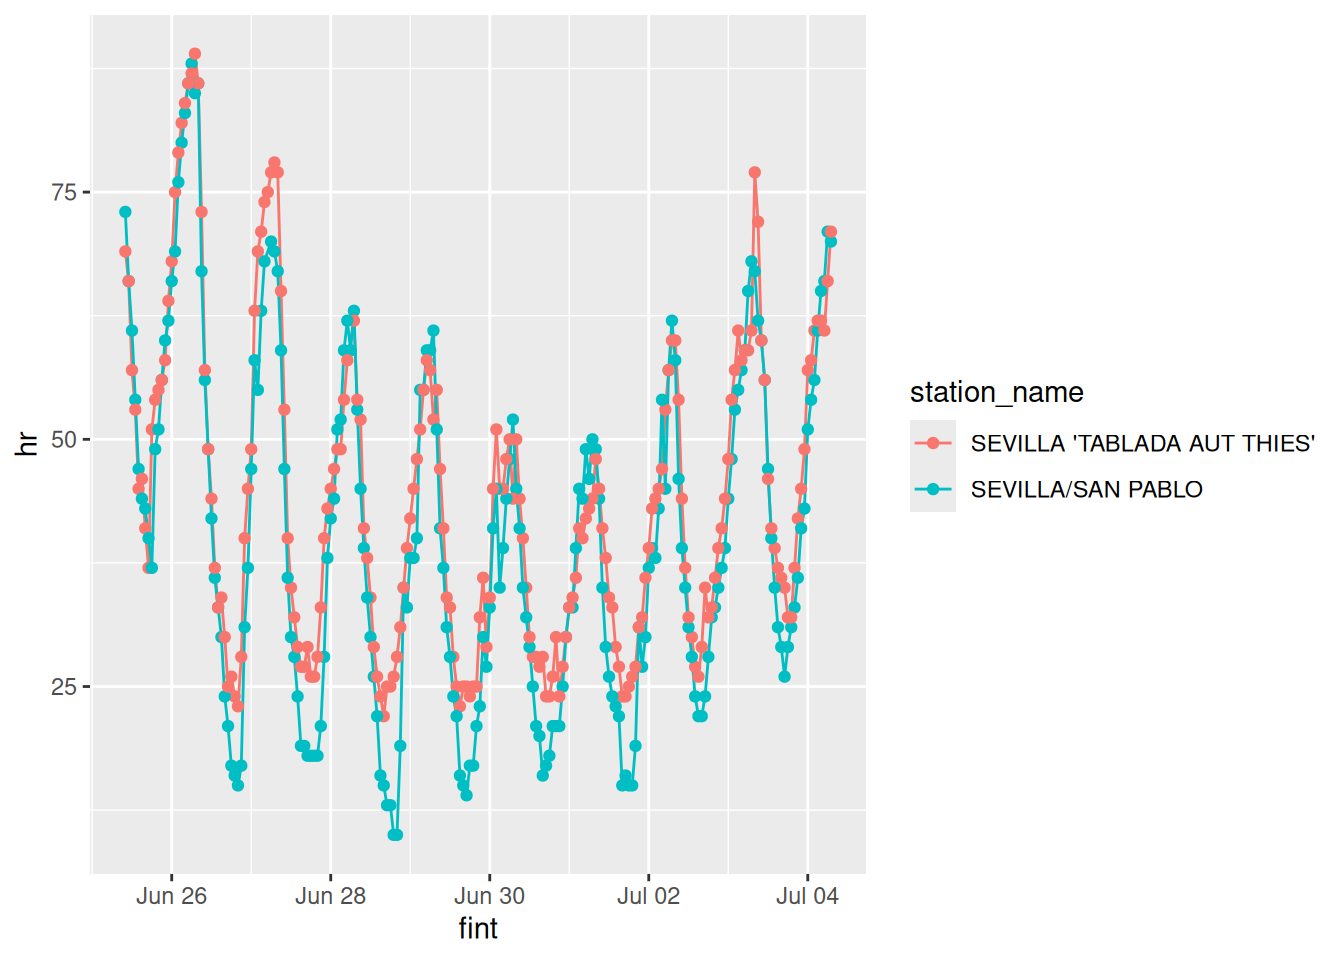 75
50
25
hr
Jun 26
Jun 28
Jun 30
Jul 02
Jul 04
fint
station_name
SEVILLA 'TABLADA AUT THIES'
SEVILLA/SAN PABLO